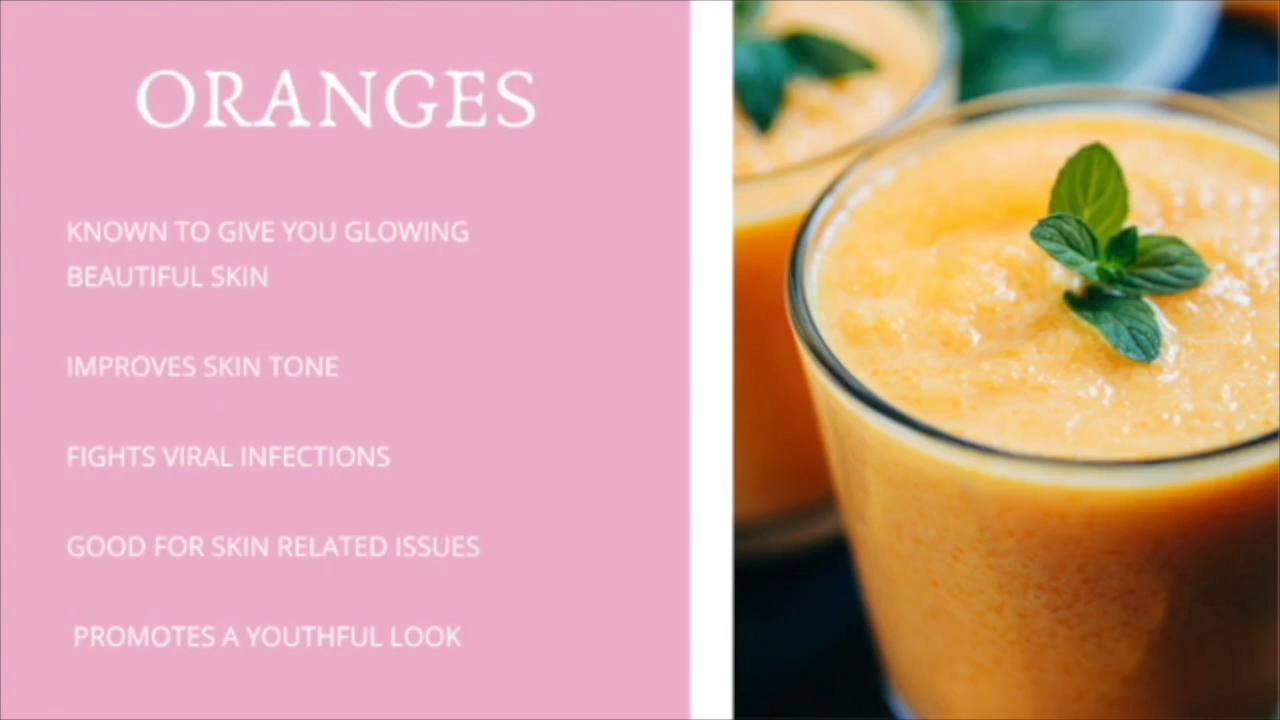 ORANGES
KNOWN TO GIVE YOU GLOWING
BEAUTIFUL SKIN
IMPROVES SKIN TONE
FIGHTS VIRAL INFECTIONS
GOOD FOR SKIN RELATED ISSUES
PROMOTES A YOUTHFUL LOOK